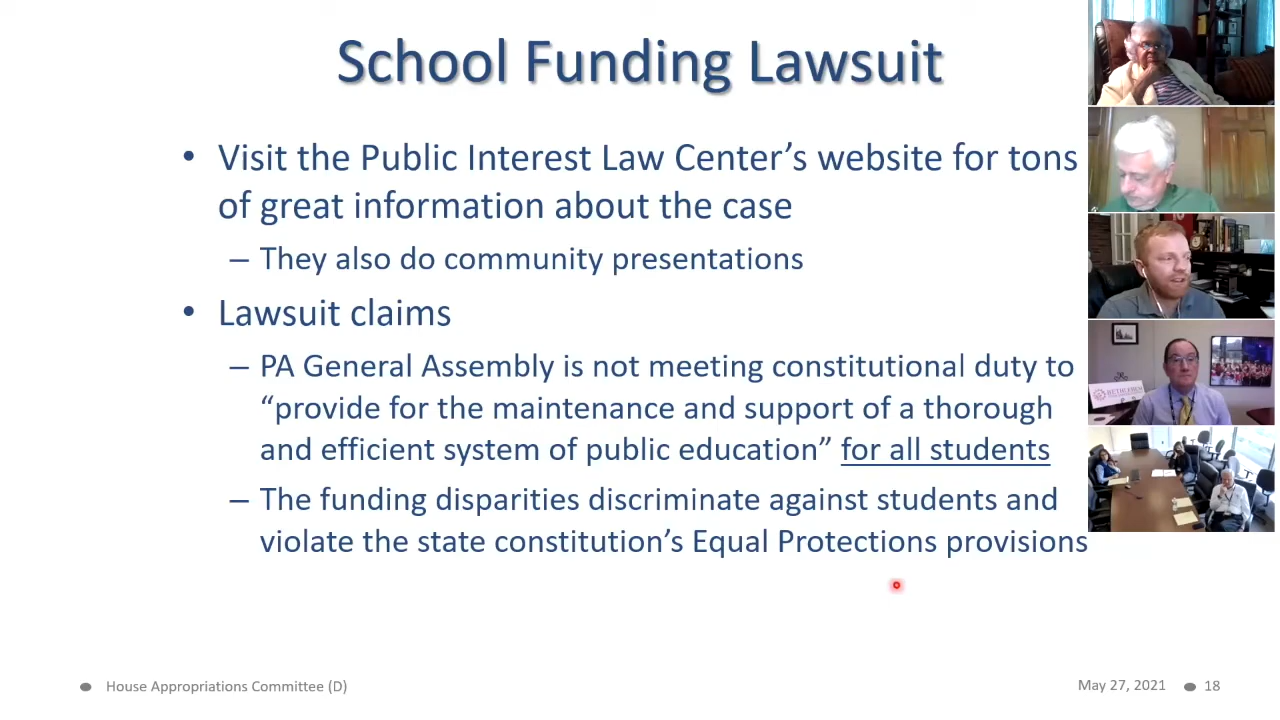 School Funding Lawsuit
• Visit the Public Interest Law Center’s website for tons
of great information about the case
– They also do community presentations
• Lawsuit claims
– PA General Assembly is not meeting constitutional duty to
“provide for the maintenance and support of a thorough
and efficient system of public education” for all students
– The funding disparities discriminate against students and
violate the state constitution’s Equal Protections provisions
BETHLEHEM
House Appropriations Committee (D)
May 27, 2021
18